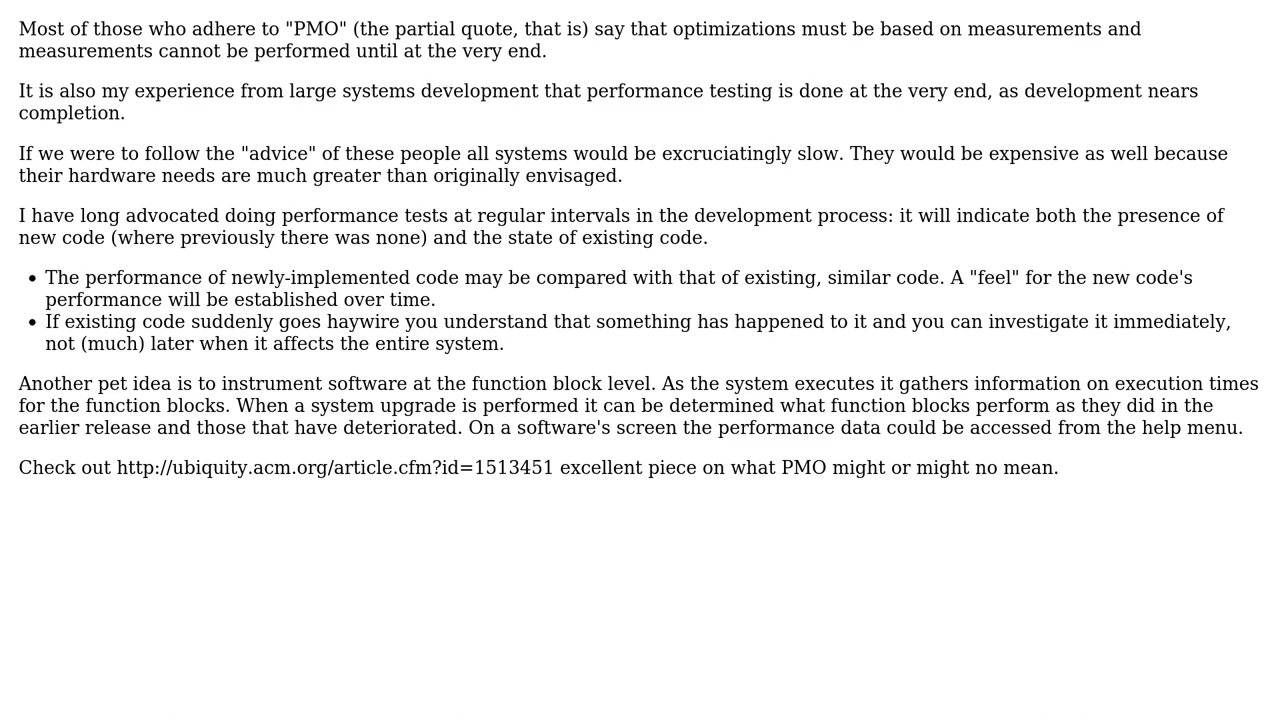 Most of those who adhere to "PMO" (the partial quote, that is) say that optimizations must be based on measurements and
measurements cannot be performed until at the very end.
It is also my experience from large systems development that performance testing is done at the very end, as development nears
completion.
If we were to follow the "advice" of these people all systems would be excruciatingly slow. They would be expensive as well because
their hardware needs are much greater than originally envisaged.
I have long advocated doing performance tests at regular intervals in the development process: it will indicate both the presence of
new code (where previously there was none) and the state of existing code.
• The performance of newly-implemented code may be compared with that of existing, similar code. A "feel" for the new code's
performance will be established over time.
• If existing code suddenly goes haywire you understand that something has happened to it and you can investigate it immediately,
not (much) later when it affects the entire system.
Another pet idea is to instrument software at the function block level. As the system executes it gathers information on execution times
for the function blocks. When a system upgrade is performed it can be determined what function blocks perform as they did in the
earlier release and those that have deteriorated. On a software's screen the performance data could be accessed from the help menu.
Check out http://ubiquity.acm.org/article.cfm?id=1513451 excellent piece on what PMO might or might no mean.